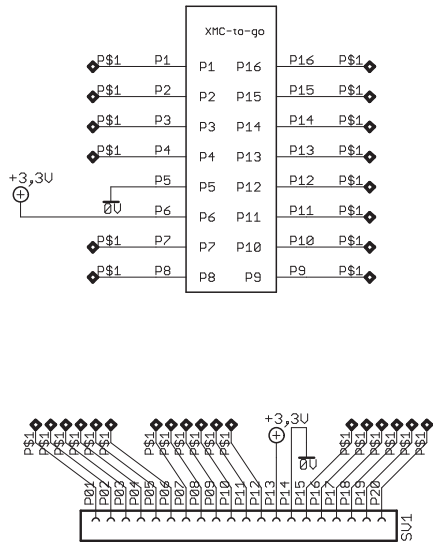 XMC-to-go
P$1 P1 P1 P16 P16 P$1
P$1 P2 P2 P15 P15 P$1
P$1 P3 P3 P14 P14 P$1
P$1 P4 P4 P13 P13 P$1
+3,3V P5 P5 P12 P12 P$1
0V P6 P6 P11 P11 P$1
P$1 P7 P7 P10 P10 P$1
P$1 P8 P8 P9 P9 P$1
+3,3V
P$1 P$1 P$1 P$1 P$1 P$1 P$1 P$1 P$1 P$1 P$1 P$1 0V P$1 P$1 P$1 P$1 P$1 P$1
P01 P02 P03 P04 P05 P06 P07 P08 P09 P10 P11 P12 P13 P14 P15 P16 P17 P18 P19 P20
SV1